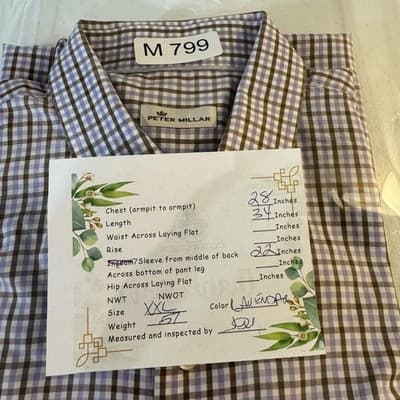 M 799
PETER MILLAR
Chest (armpit to armpit) 28 Inches
Length 34 Inches
Waist Across Laying Flat Inches
Rise Inches
Inseam? Sleeve from middle of back 22 Inches
Across bottom of pant leg Inches
Hip Across Laying Flat Inches
NWT NWOT
Size XXL Color LAVENDAR
Weight
Measured and inspected by